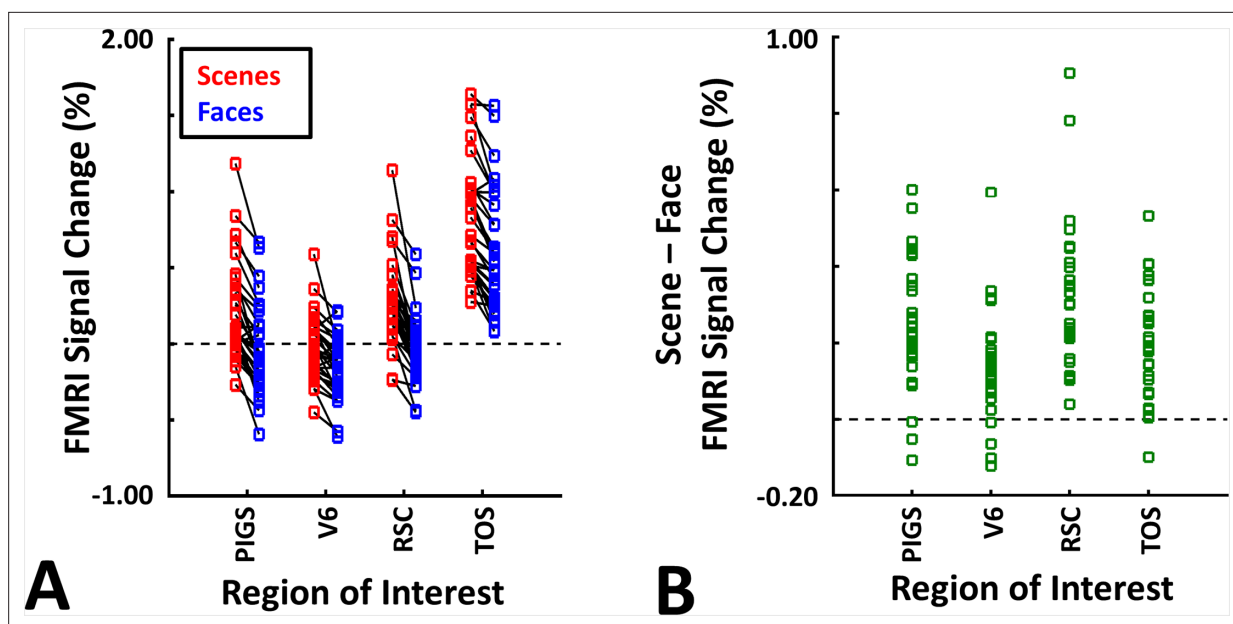 2.00
Scenes
Faces
FMRI Signal Change (%)
-1.00
PIGS
V6
RSC
TOS
Region of Interest
A
1.00
Scene – Face
FMRI Signal Change (%)
-0.20
PIGS
V6
RSC
TOS
Region of Interest
B